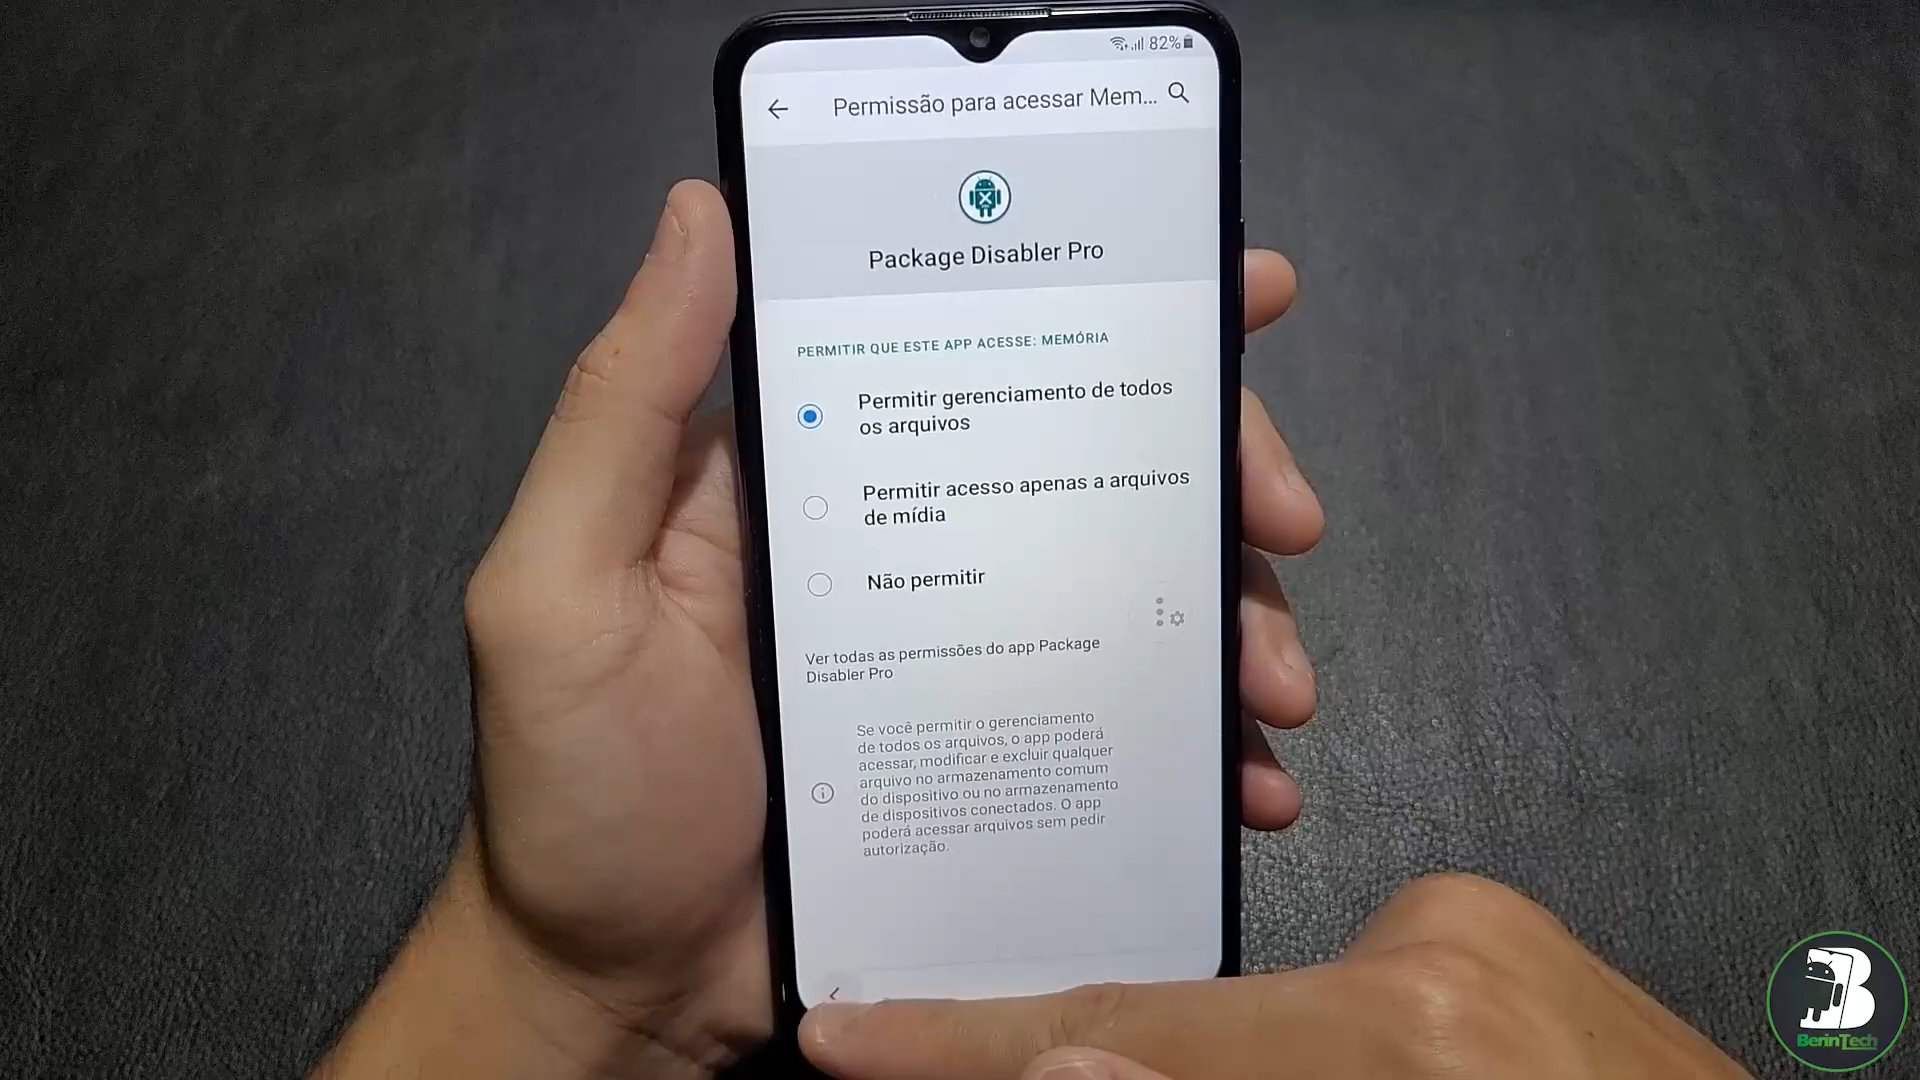 82%
Permissão para acessar Mem...
Package Disabler Pro
PERMITIR QUE ESTE APP ACESSE: MEMÓRIA
Permitir gerenciamento de todos
os arquivos
Permitir acesso apenas a arquivos
de mídia
Não permitir
Ver todas as permissões do app Package
Disabler Pro
Se você permitir o gerenciamento
de todos os arquivos, o app poderá
acessar, modificar e excluir qualquer
arquivo no armazenamento comum
do dispositivo ou no armazenamento
de dispositivos conectados. O app
poderá acessar arquivos sem pedir
autorização.
B
BerinTech